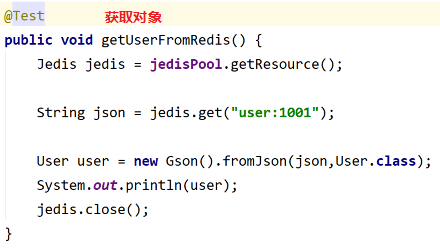 @Test 获取对象
public void getUserFromRedis() {
Jedis jedis = jedisPool.getResource();
String json = jedis.get("user:1001");
User user = new Gson().fromJson(json,User.class);
System.out.println(user);
jedis.close();
}